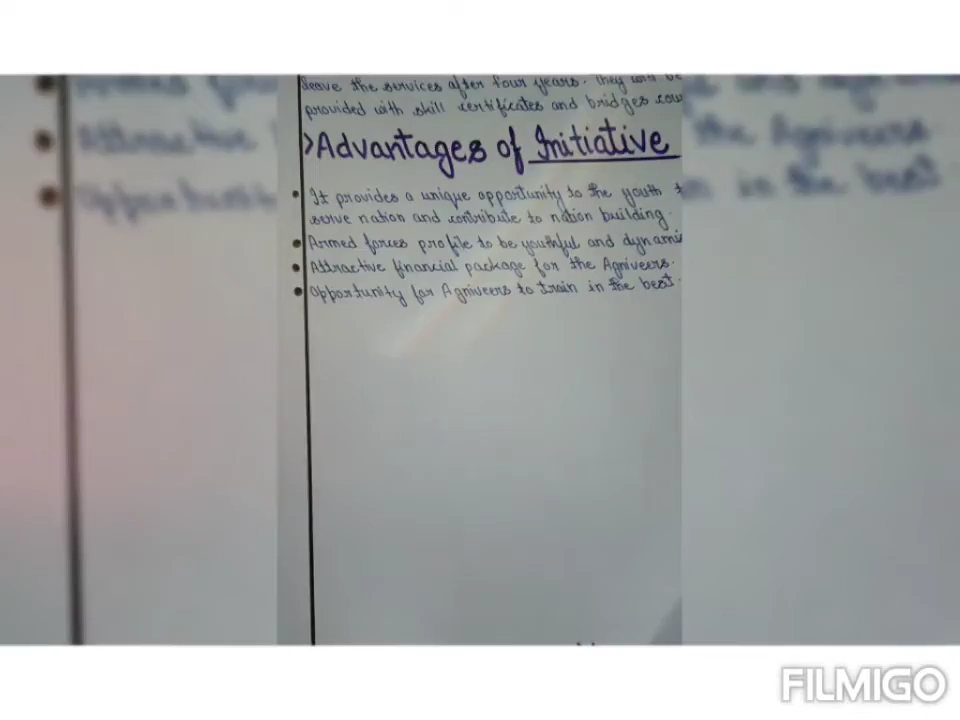 leave the services after four years. They will be
provided with skill certificates and bridges cou
>Advantages of Initiative
• It provides a unique opportunity to the youth t
serve nation and contribute to nation building.
• Armed forces profile to be youthful and dynami
• Attractive financial package for the Agniveers.
• Opportunity for Agniveers to train in the best.
FILMIGO